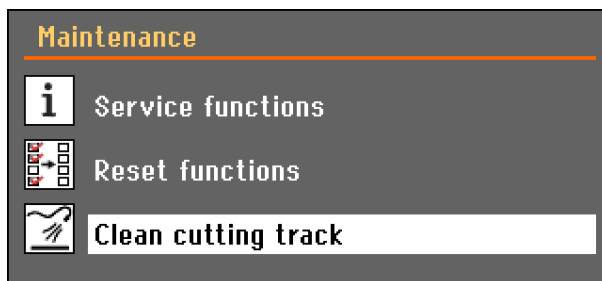 Maintenance
i
Service functions
Reset functions
Clean cutting track